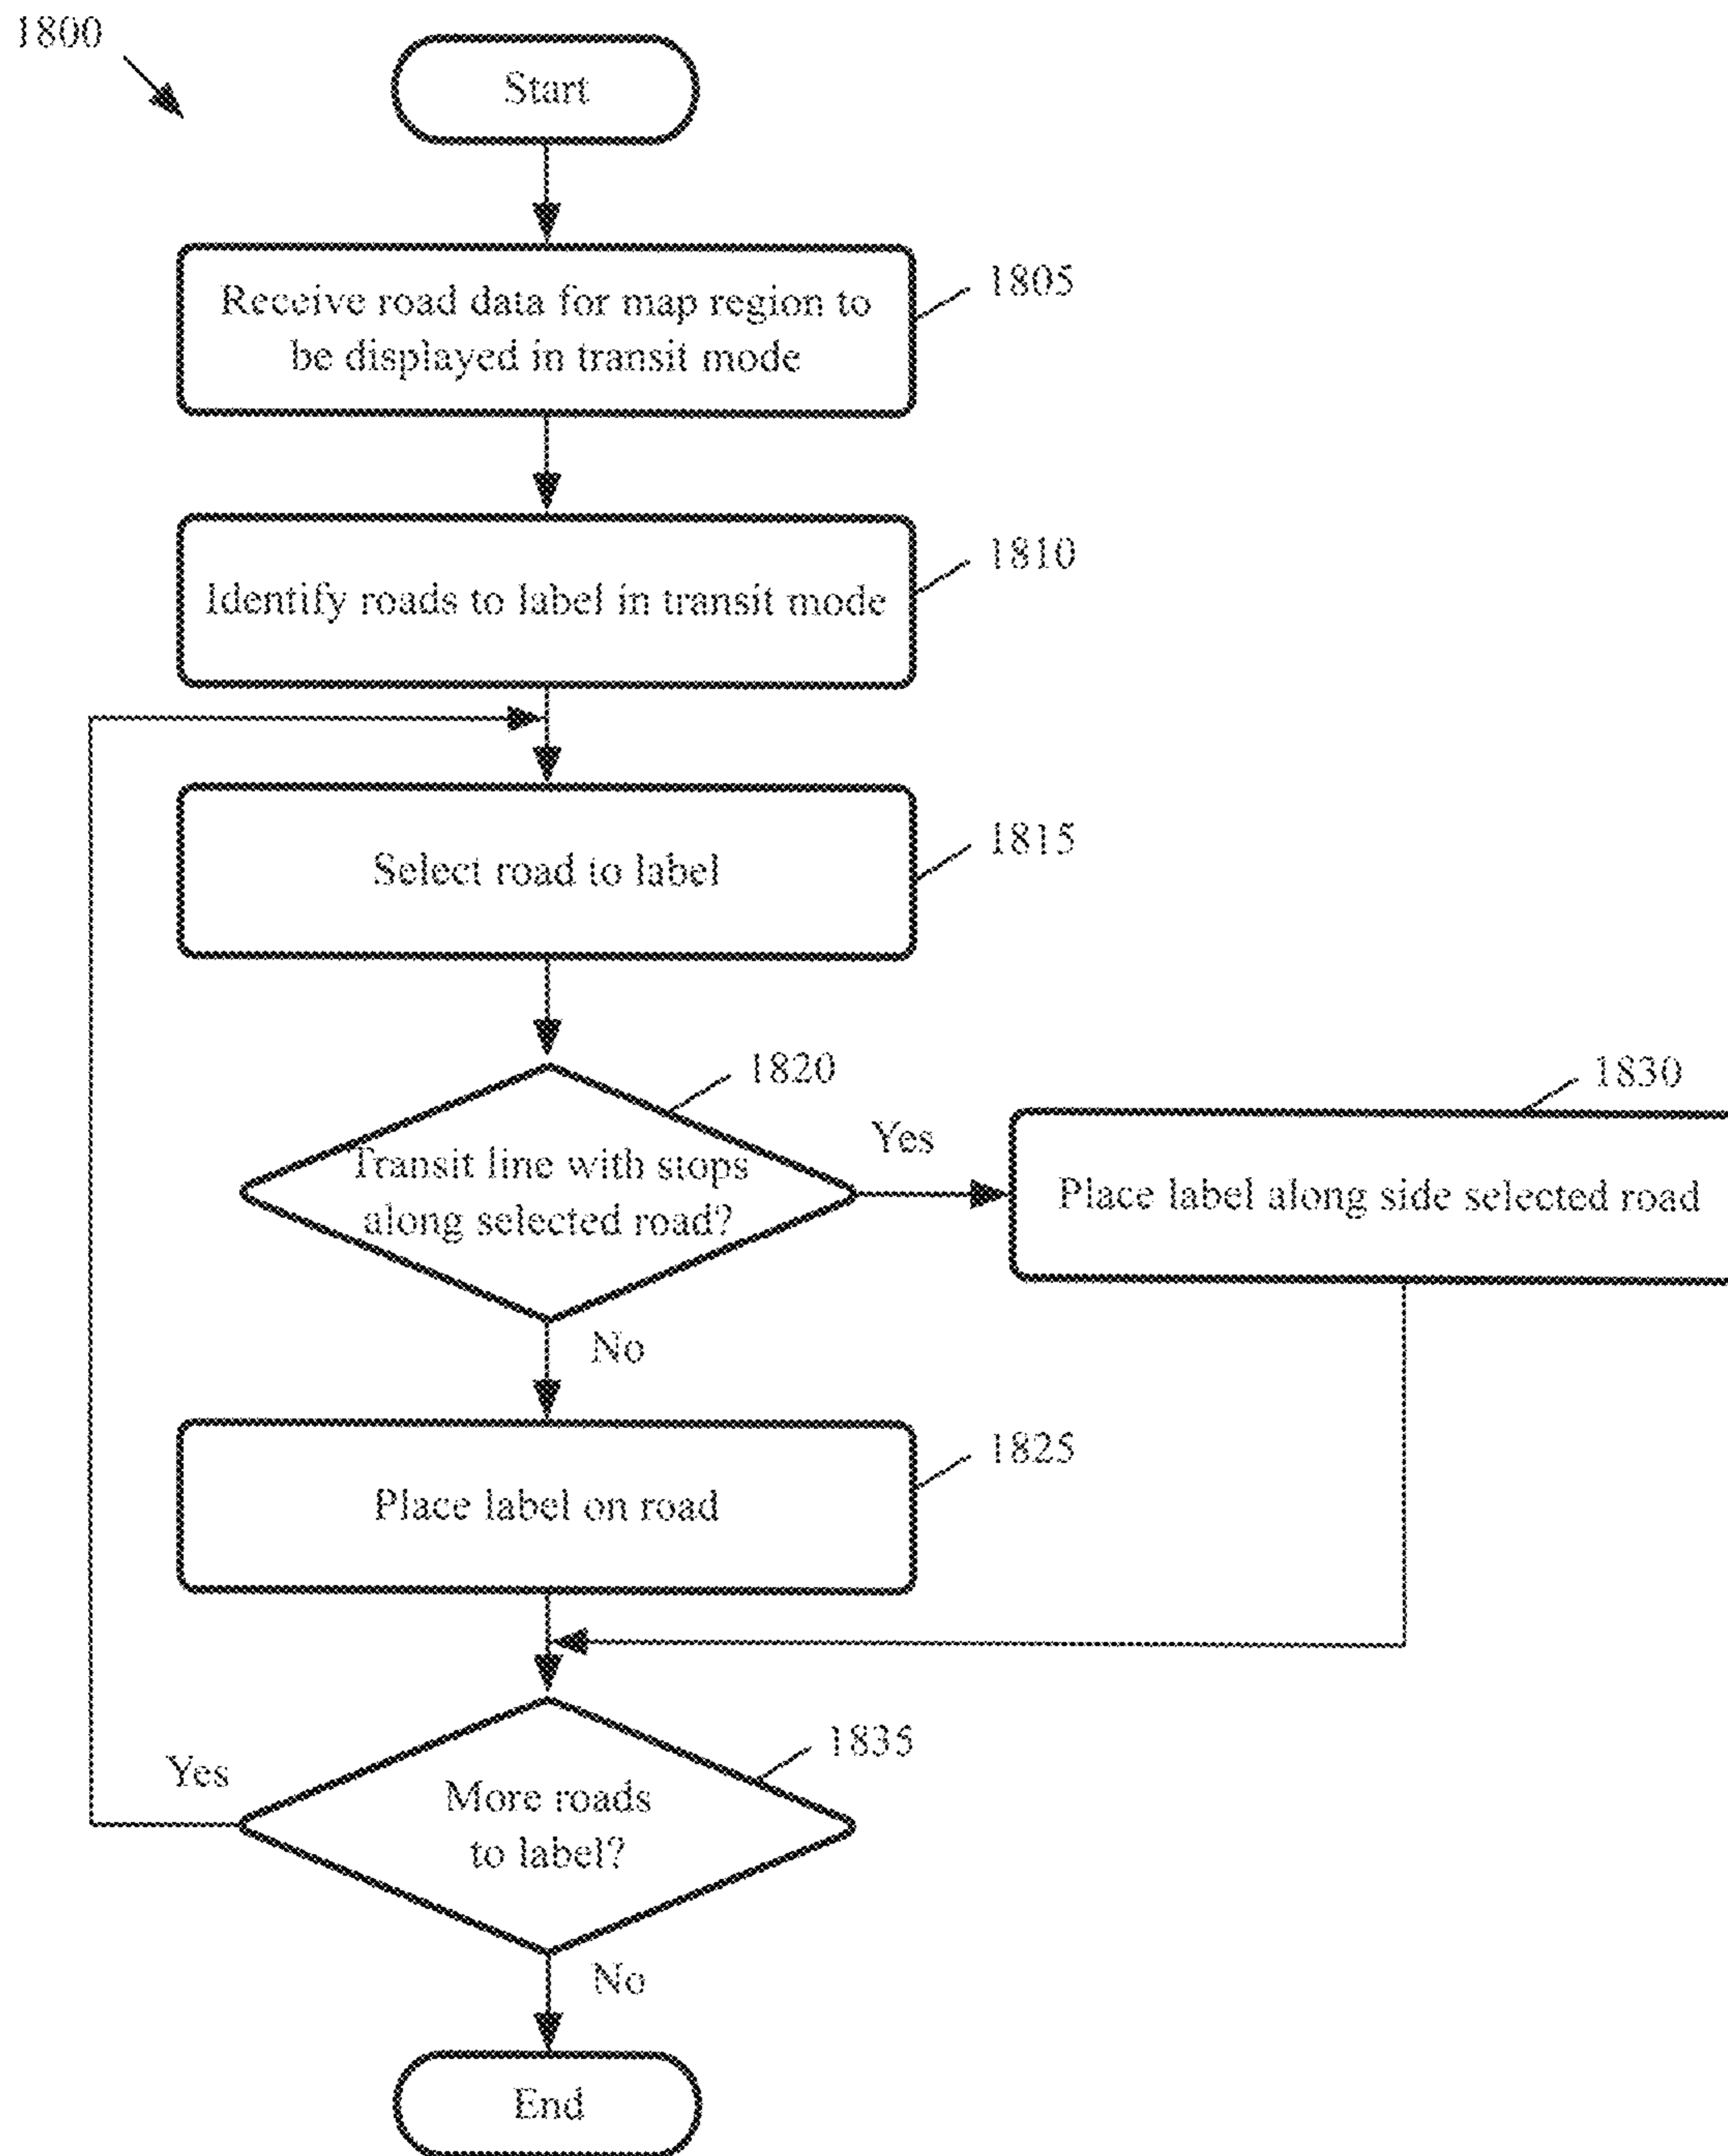 1800
Start
Receive road data for map region to
be displayed in transit mode
1805
Identify roads to label in transit mode
1810
Select road to label
1815
1820
Transit line with stops
along selected road?
Yes
1830
Place label along side selected road
No
Place label on road
1825
1835
More roads
to label?
Yes
No
End